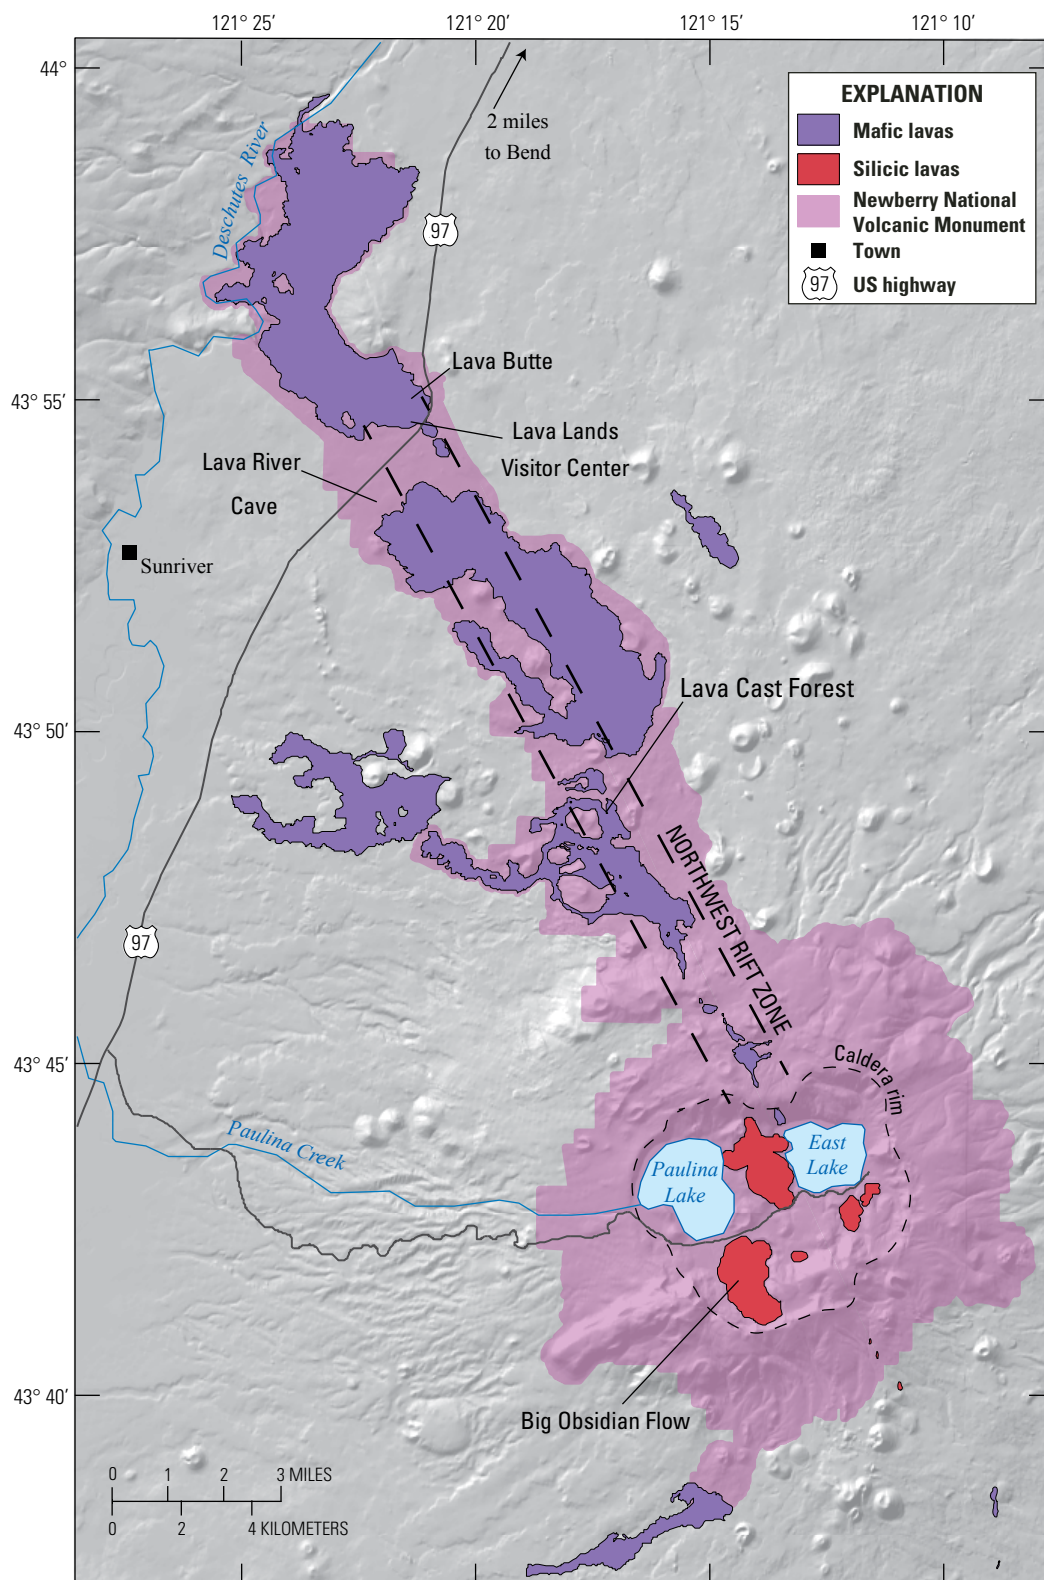 121° 25′
121° 20′
121° 15′
121° 10′
44°
43° 55′
43° 50′
43° 45′
43° 40′
EXPLANATION
Mafic lavas
Silicic lavas
Newberry National
Volcanic Monument
Town
97
US highway
2 miles
to Bend
Deschutes River
97
Lava Butte
Lava Lands
Visitor Center
Lava River
Cave
Sunriver
Lava Cast Forest
NORTHWEST RIFT ZONE
97
Caldera rim
Paulina Creek
Paulina
Lake
East
Lake
Big Obsidian Flow
0 1 2 3 MILES
0 2 4 KILOMETERS